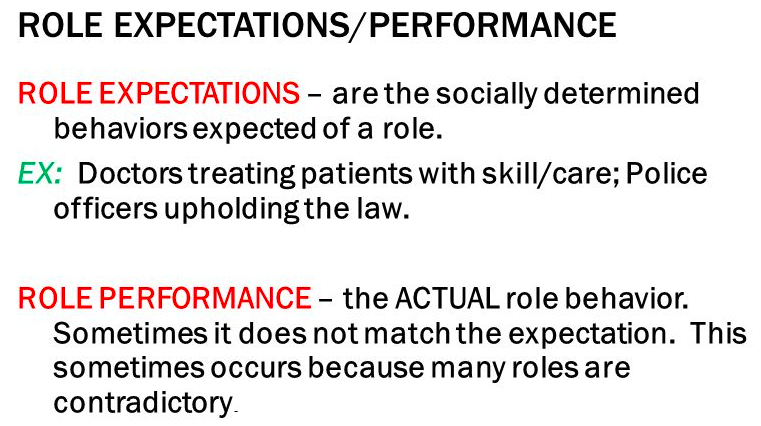 ROLE EXPECTATIONS/PERFORMANCE
ROLE EXPECTATIONS – are the socially determined
behaviors expected of a role.
EX: Doctors treating patients with skill/care; Police
officers upholding the law.
ROLE PERFORMANCE – the ACTUAL role behavior.
Sometimes it does not match the expectation. This
sometimes occurs because many roles are
contradictory.